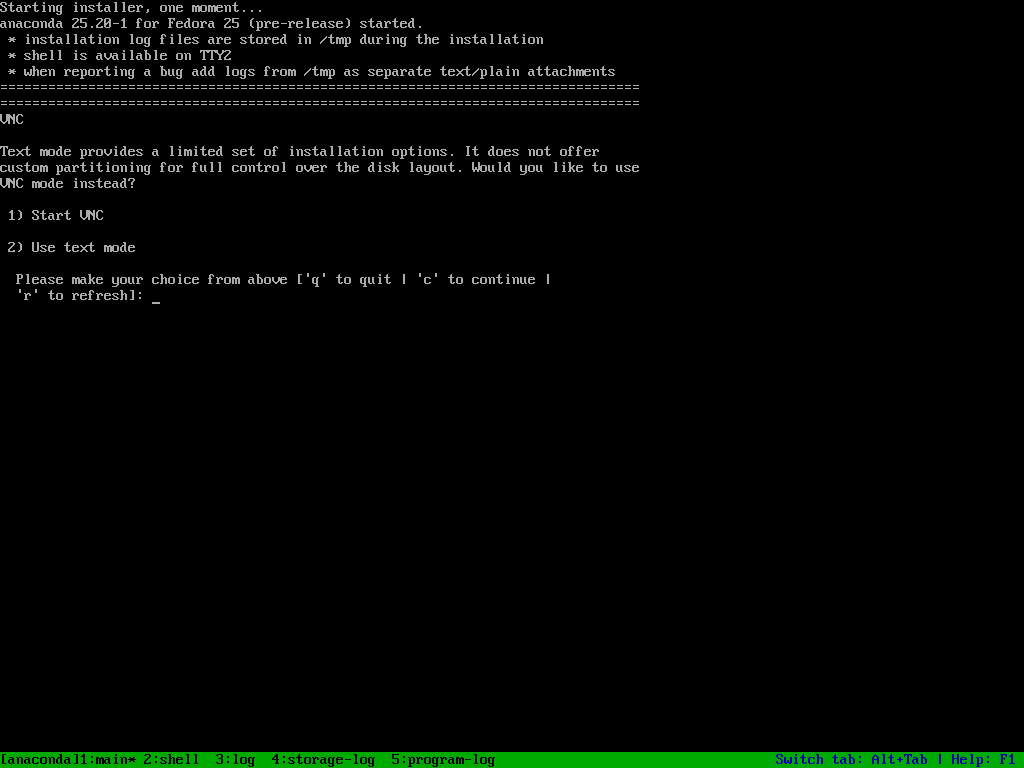 Starting installer, one moment...
anaconda 25.20-1 for Fedora 25 (pre-release) started.
 * installation log files are stored in /tmp during the installation
 * shell is available on TTY2
 * when reporting a bug add logs from /tmp as separate text/plain attachments
================================================================================
================================================================================
VNC
Text mode provides a limited set of installation options. It does not offer
custom partitioning for full control over the disk layout. Would you like to use
VNC mode instead?
 1) Start VNC
 2) Use text mode
  Please make your choice from above ['q' to quit | 'c' to continue |
  'r' to refresh]: _
[anaconda]1:main* 2:shell  3:log  4:storage-log  5:program-log Switch tab: Alt+Tab | Help: F1